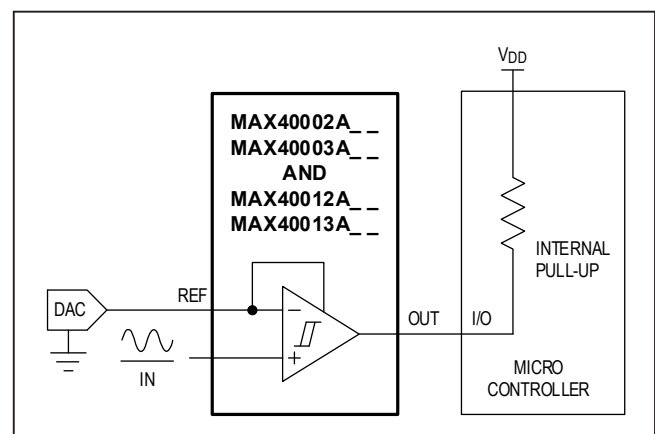 MAX40002A_ _
MAX40003A_ _
AND
MAX40012A_ _
MAX40013A_ _
VDD
INTERNAL
PULL-UP
DAC
REF
−
+
IN
OUT
I/O
MICRO
CONTROLLER